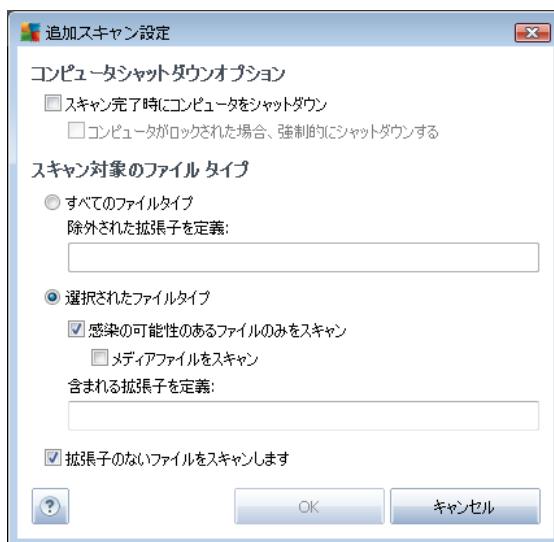 追加スキャン設定
コンピュータシャットダウンオプション
スキャン完了時にコンピュータをシャットダウン
コンピュータがロックされた場合、強制的にシャットダウンする
スキャン対象のファイル タイプ
すべてのファイルタイプ
除外された拡張子を定義:
選択されたファイルタイプ
感染の可能性のあるファイルのみをスキャン
メディアファイルをスキャン
含まれる拡張子を定義:
拡張子のないファイルをスキャンします
? OK キャンセル